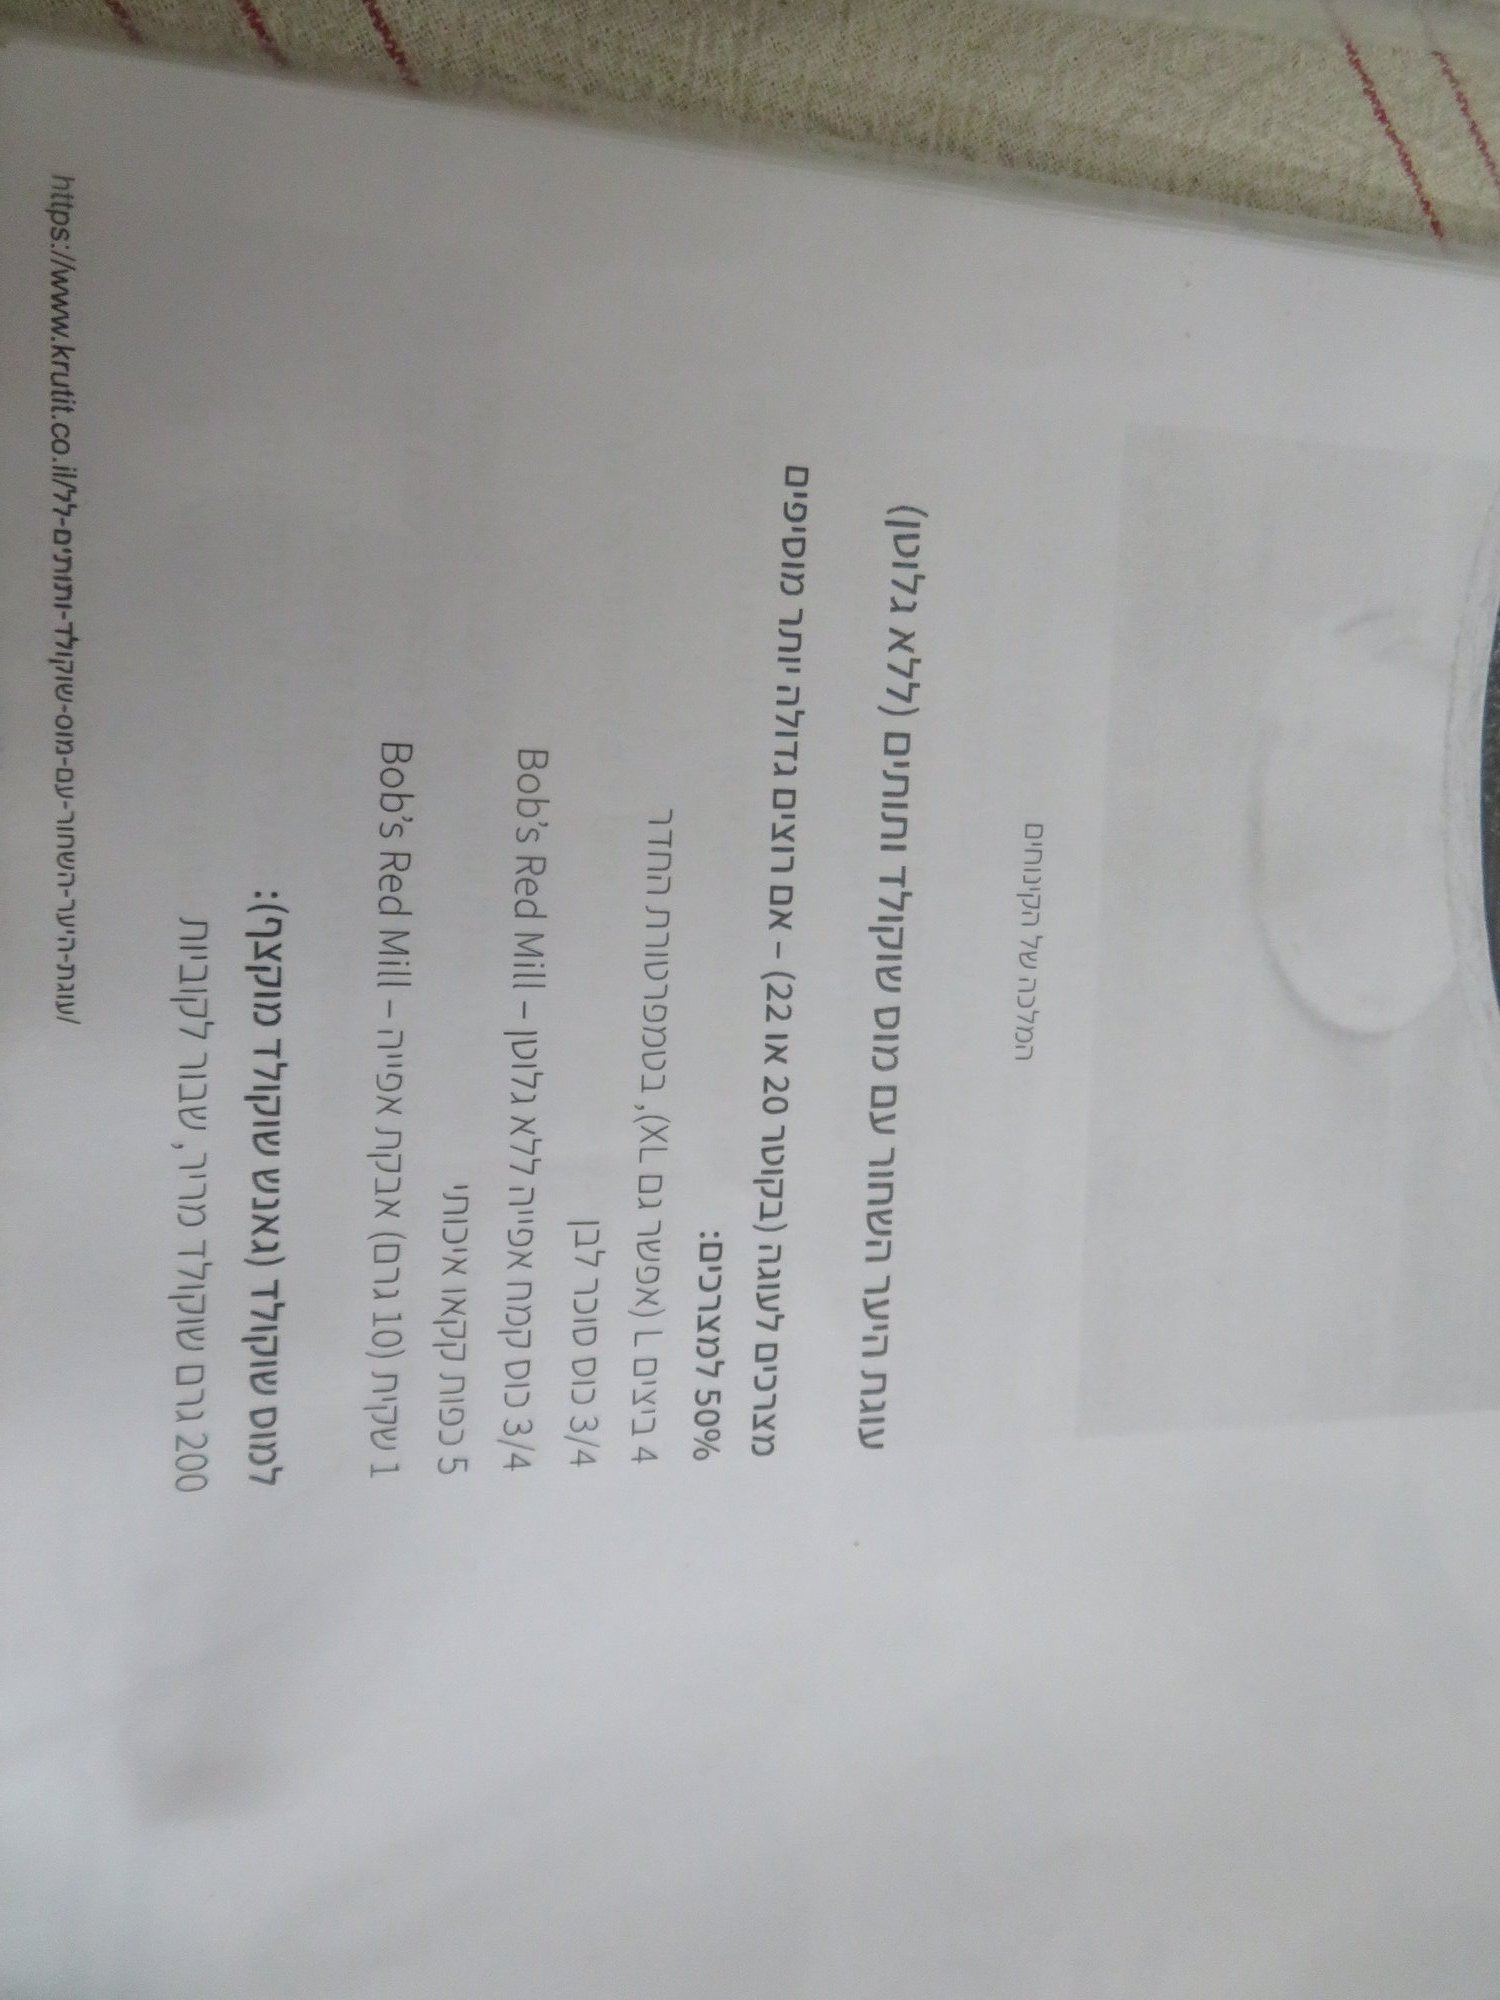 המלכה של הקינוחים
עוגת היער השחור עם מוס שוקולד ותותים (ללא גלוטן)
מצרכים לעוגה (בקוטר 20 או 22) – אם רוצים גדולה יותר מוסיפים
50% למצרכים:
4 ביצים L (אפשר גם XL), בטמפרטורת החדר
3/4 כוס סוכר לבן
3/4 כוס קמח אפייה ללא גלוטן – Bob's Red Mill
5 כפות קקאו איכותי
1 שקית (10 גרם) אבקת אפייה – Bob's Red Mill
למוס שוקולד (גאנש שוקולד מוקצף):
200 גרם שוקולד מריר, שבור לקוביות
https://www.krutit.co.il/עוגת-היער-השחור-עם-מוס-שוקולד-ותותים-לל/